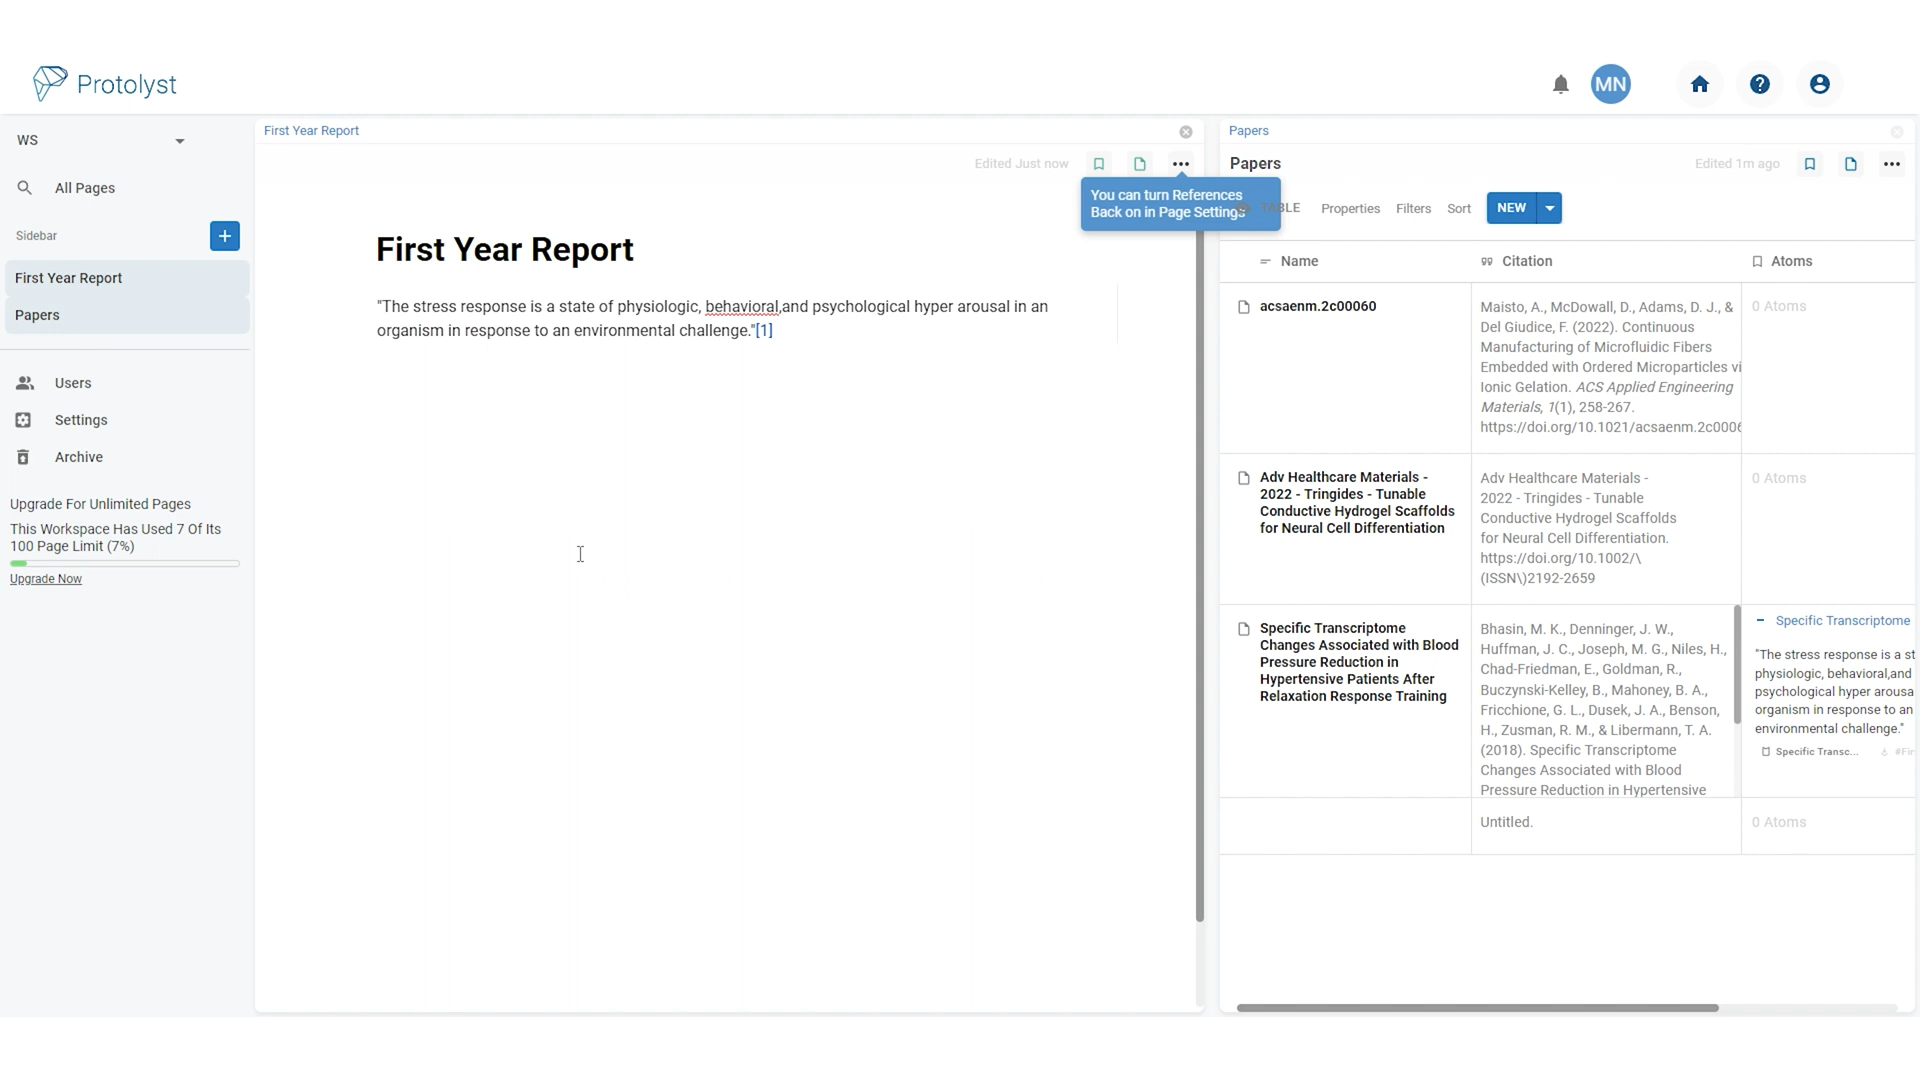 Protolyst
MN
WS
All Pages
Sidebar
First Year Report
Papers
Users
Settings
Archive
Upgrade For Unlimited Pages
This Workspace Has Used 7 Of Its
100 Page Limit (7%)
Upgrade Now
First Year Report
Edited Just now
You can turn References
Back on in Page Settings
First Year Report
"The stress response is a state of physiologic, behavioral,and psychological hyper arousal in an
organism in response to an environmental challenge."[1]
Papers
Papers
Edited 1m ago
TABLE
Properties
Filters
Sort
NEW
Name
Citation
Atoms
acsaenm.2c00060
Maisto, A., McDowall, D., Adams, D. J., &
Del Giudice, F. (2022). Continuous
Manufacturing of Microfluidic Fibers
Embedded with Ordered Microparticles vi
Ionic Gelation. ACS Applied Engineering
Materials, 1(1), 258-267.
https://doi.org/10.1021/acsaenm.2c0006
0 Atoms
Adv Healthcare Materials -
2022 - Tringides - Tunable
Conductive Hydrogel Scaffolds
for Neural Cell Differentiation
Adv Healthcare Materials -
2022 - Tringides - Tunable
Conductive Hydrogel Scaffolds
for Neural Cell Differentiation.
https://doi.org/10.1002/\
(ISSN\)2192-2659
0 Atoms
Specific Transcriptome
Changes Associated with Blood
Pressure Reduction in
Hypertensive Patients After
Relaxation Response Training
Bhasin, M. K., Denninger, J. W.,
Huffman, J. C., Joseph, M. G., Niles, H.,
Chad-Friedman, E., Goldman, R.,
Buczynski-Kelley, B., Mahoney, B. A.,
Fricchione, G. L., Dusek, J. A., Benson,
H., Zusman, R. M., & Libermann, T. A.
(2018). Specific Transcriptome
Changes Associated with Blood
Pressure Reduction in Hypertensive
Specific Transcriptome
"The stress response is a st
physiologic, behavioral,and
psychological hyper arousa
organism in response to an
environmental challenge."
Specific Transc...
#Fir
Untitled.
0 Atoms